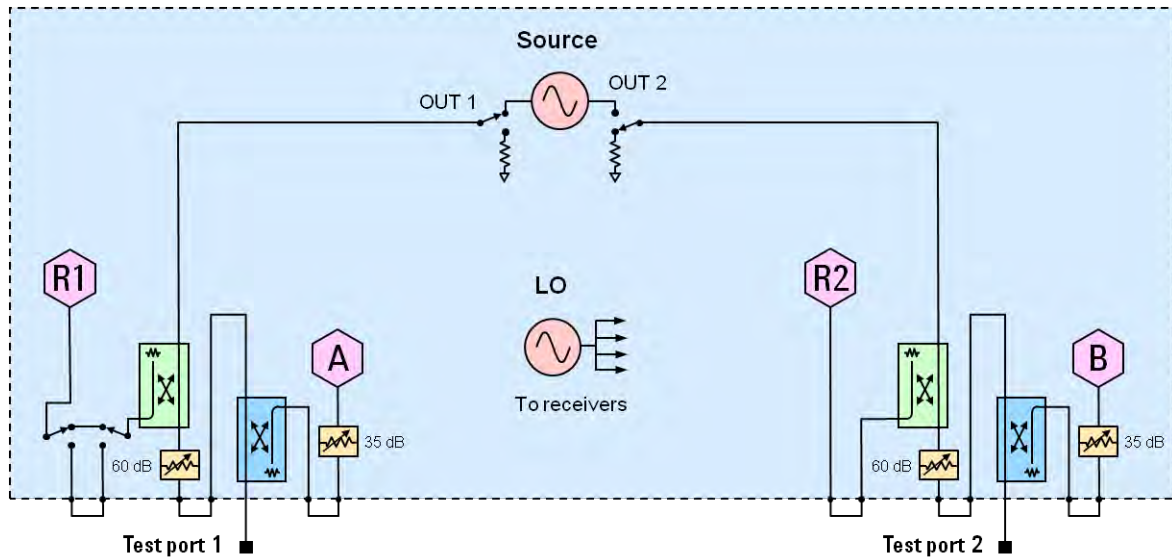 Source
OUT 1
OUT 2
R1
R2
LO
A
B
To receivers
35 dB
35 dB
60 dB
60 dB
Test port 1
Test port 2